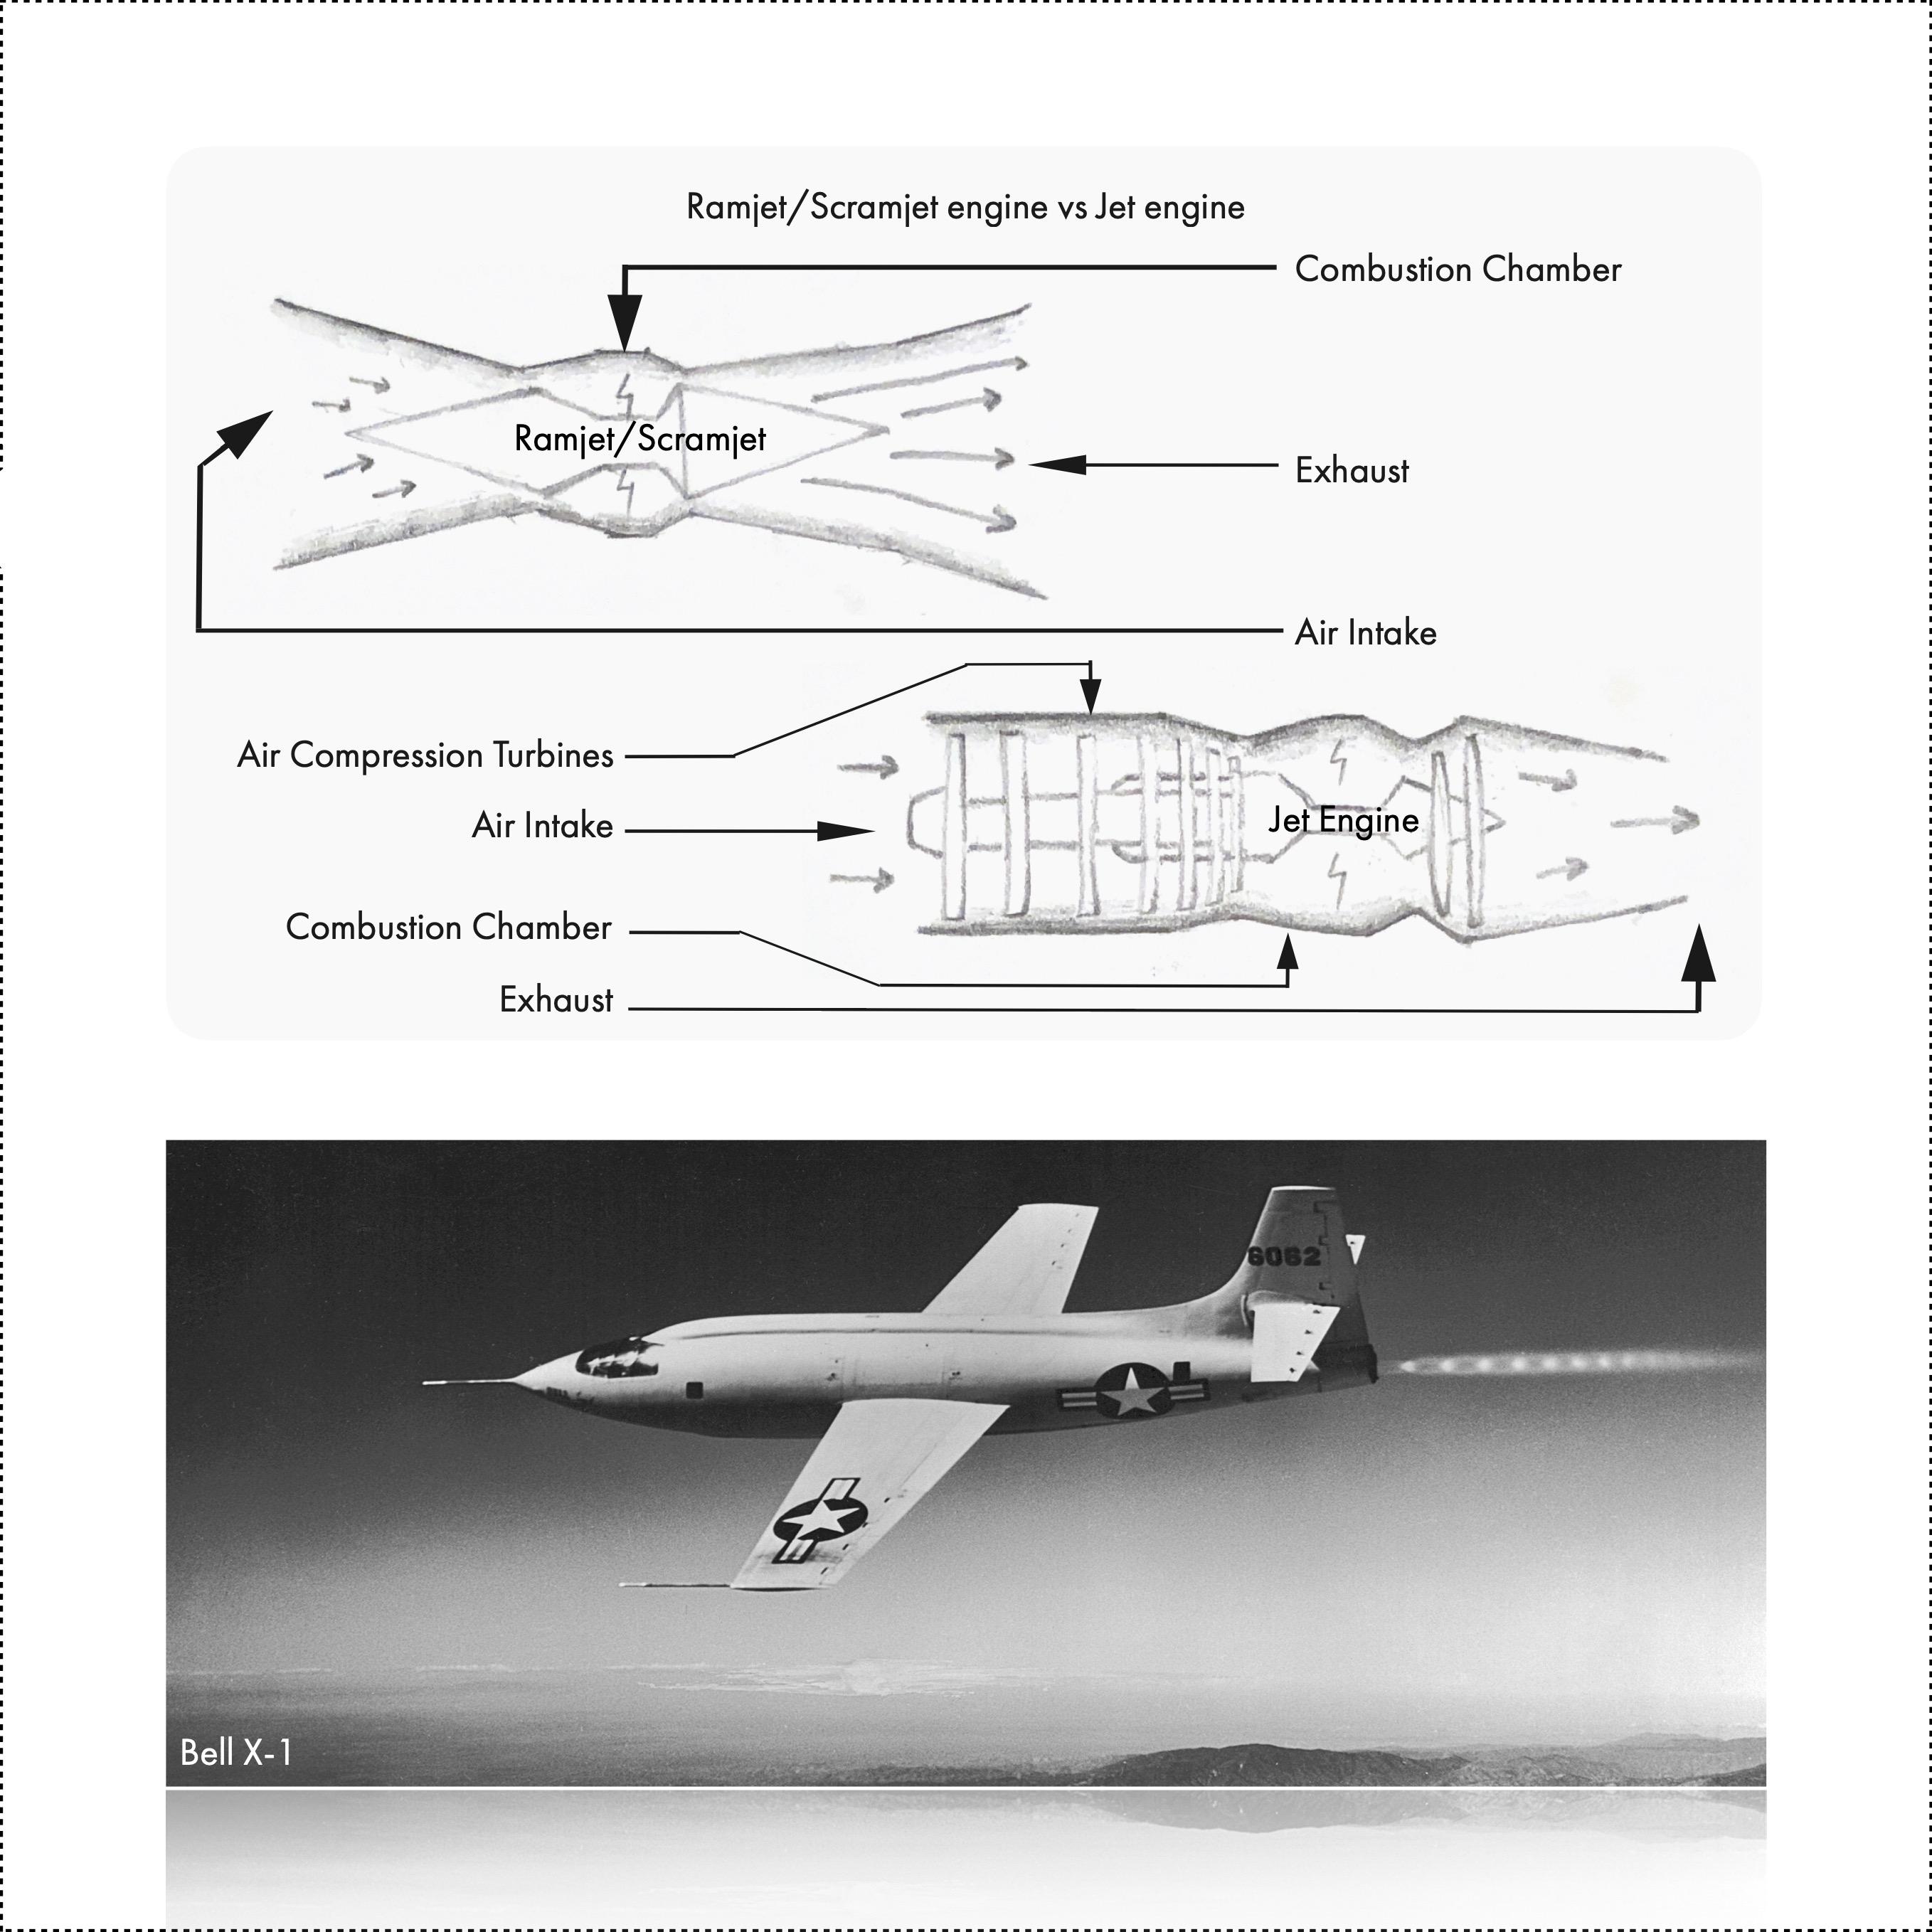 Ramjet/Scramjet engine vs Jet engine
Combustion Chamber
Ramjet/Scramjet
Exhaust
Air Intake
Air Compression Turbines
Air Intake
Jet Engine
Combustion Chamber
Exhaust
6062
Bell X-1